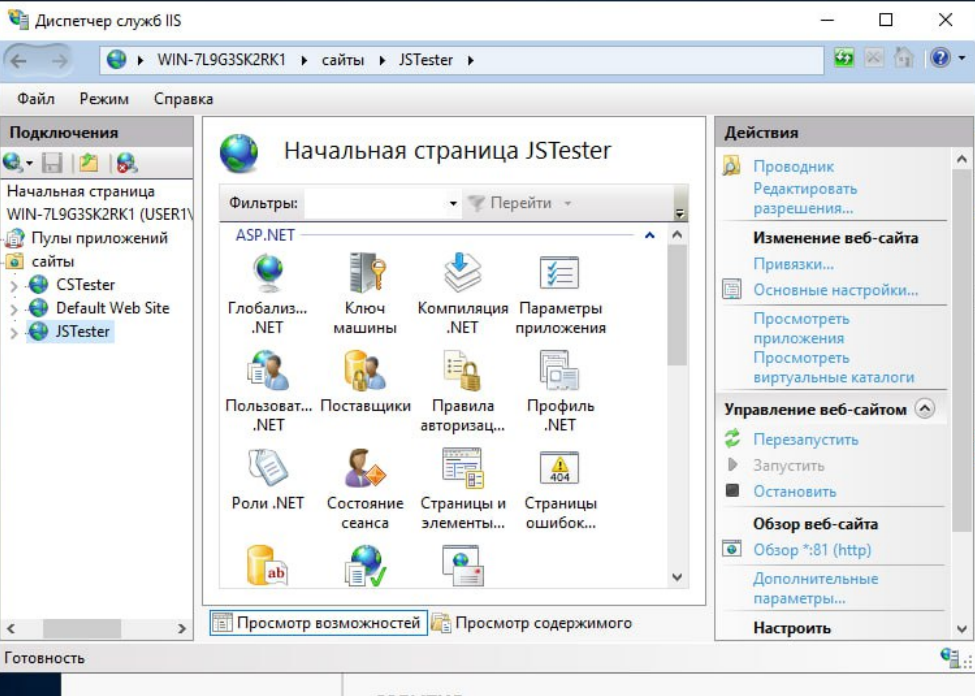 Диспетчер служб IIS
WIN-7L9G3SK2RK1
сайты
JSTester
Файл
Режим
Справка
Подключения
Начальная страница
WIN-7L9G3SK2RK1 (USER1\
Пулы приложений
сайты
CSTester
Default Web Site
JSTester
Начальная страница JSTester
Фильтры:
Перейти
ASP.NET
Глобализ...
.NET
Ключ
машины
Компиляция
.NET
Параметры
приложения
Пользоват...
.NET
Поставщики
Правила
авторизац...
Профиль
.NET
Роли .NET
Состояние
сеанса
Страницы и
элементы...
Страницы
ошибок...
404
ab
Просмотр возможностей
Просмотр содержимого
Действия
Проводник
Редактировать
разрешения...
Изменение веб-сайта
Привязки...
Основные настройки...
Просмотреть
приложения
Просмотреть
виртуальные каталоги
Управление веб-сайтом
Перезапустить
Запустить
Остановить
Обзор веб-сайта
Обзор *:81 (http)
Дополнительные
параметры...
Настроить
Готовность